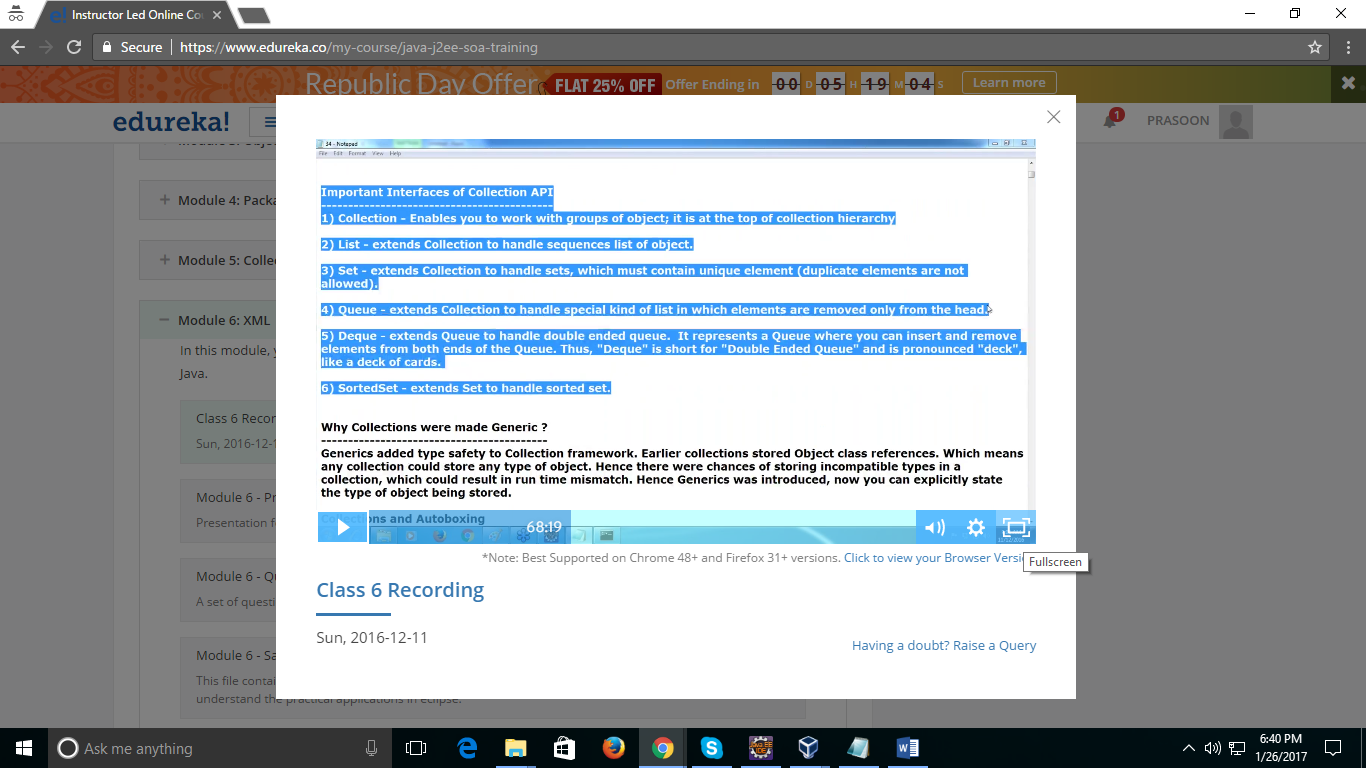 Instructor Led Online Co
Secure
https://www.edureka.co/my-course/java-j2ee-soa-training
Republic Day Offer
FLAT 25% OFF
Offer Ending in
00 D 05 H 19 M 04 S
Learn more
edureka!
1
PRASOON
Module 4: Packa
Module 5: Colle
Module 6: XML
In this module,
Java.
Class 6 Recor
Sun, 2016-12-1
Module 6 - Pr
Presentation f
Module 6 - Q
A set of questi
Module 6 - Sa
This file contai
understand the practical applications in eclipse.
34 - Notepad
File Edit Format View Help
Important Interfaces of Collection API
--------------------------------------------
1) Collection - Enables you to work with groups of object; it is at the top of collection hierarchy
2) List - extends Collection to handle sequences list of object.
3) Set - extends Collection to handle sets, which must contain unique element (duplicate elements are not
allowed).
4) Queue - extends Collection to handle special kind of list in which elements are removed only from the head.
5) Deque - extends Queue to handle double ended queue.  It represents a Queue where you can insert and remove
elements from both ends of the Queue. Thus, "Deque" is short for "Double Ended Queue" and is pronounced "deck",
like a deck of cards.
6) SortedSet - extends Set to handle sorted set.
Why Collections were made Generic ?
-------------------------------------------
Generics added type safety to Collection framework. Earlier collections stored Object class references. Which means
any collection could store any type of object. Hence there were chances of storing incompatible types in a
collection, which could result in run time mismatch. Hence Generics was introduced, now you can explicitly state
the type of object being stored.
Collections and Autoboxing
68:19
*Note: Best Supported on Chrome 48+ and Firefox 31+ versions. Click to view your Browser Versi
Fullscreen
Class 6 Recording
Sun, 2016-12-11
Having a doubt? Raise a Query
Ask me anything
6:40 PM
1/26/2017